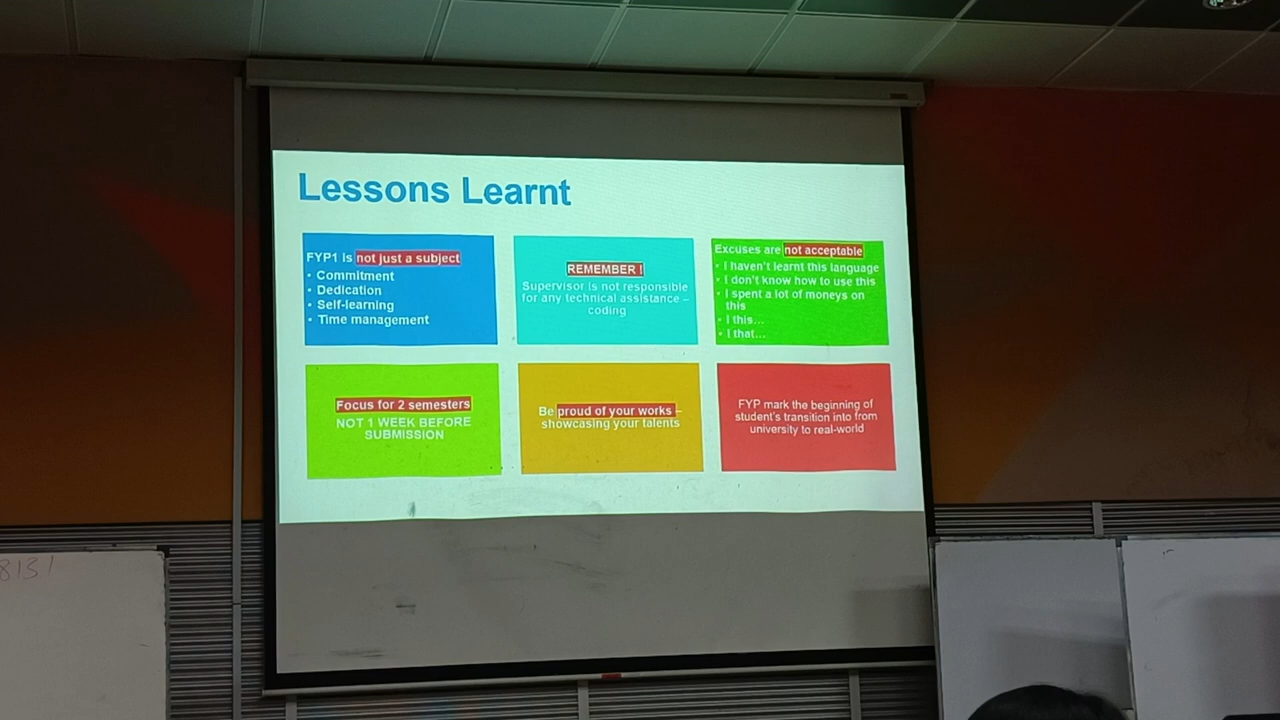 Lessons Learnt
FYP1 is not just a subject
• Commitment
• Dedication
• Self-learning
• Time management
REMEMBER !
Supervisor is not responsible
for any technical assistance –
coding
Excuses are not acceptable
• I haven't learnt this language
• I don't know how to use this
• I spent a lot of moneys on
this
• I this...
• I that...
Focus for 2 semesters
NOT 1 WEEK BEFORE
SUBMISSION
Be proud of your works –
showcasing your talents
FYP mark the beginning of
student's transition into from
university to real-world
8131